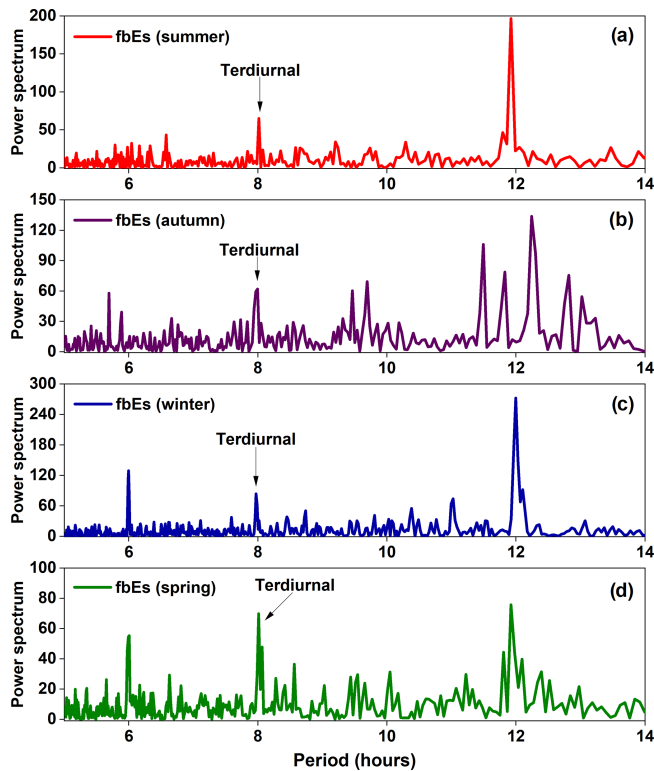 200
150
100
50
0
Power spectrum
fbEs (summer)
(a)
Terdiurnal
6 8 10 12 14
150
120
90
60
30
0
Power spectrum
fbEs (autumn)
(b)
Terdiurnal
6 8 10 12 14
300
240
180
120
60
0
Power spectrum
fbEs (winter)
(c)
Terdiurnal
6 8 10 12 14
100
80
60
40
20
0
Power spectrum
fbEs (spring)
(d)
Terdiurnal
6 8 10 12 14
Period (hours)